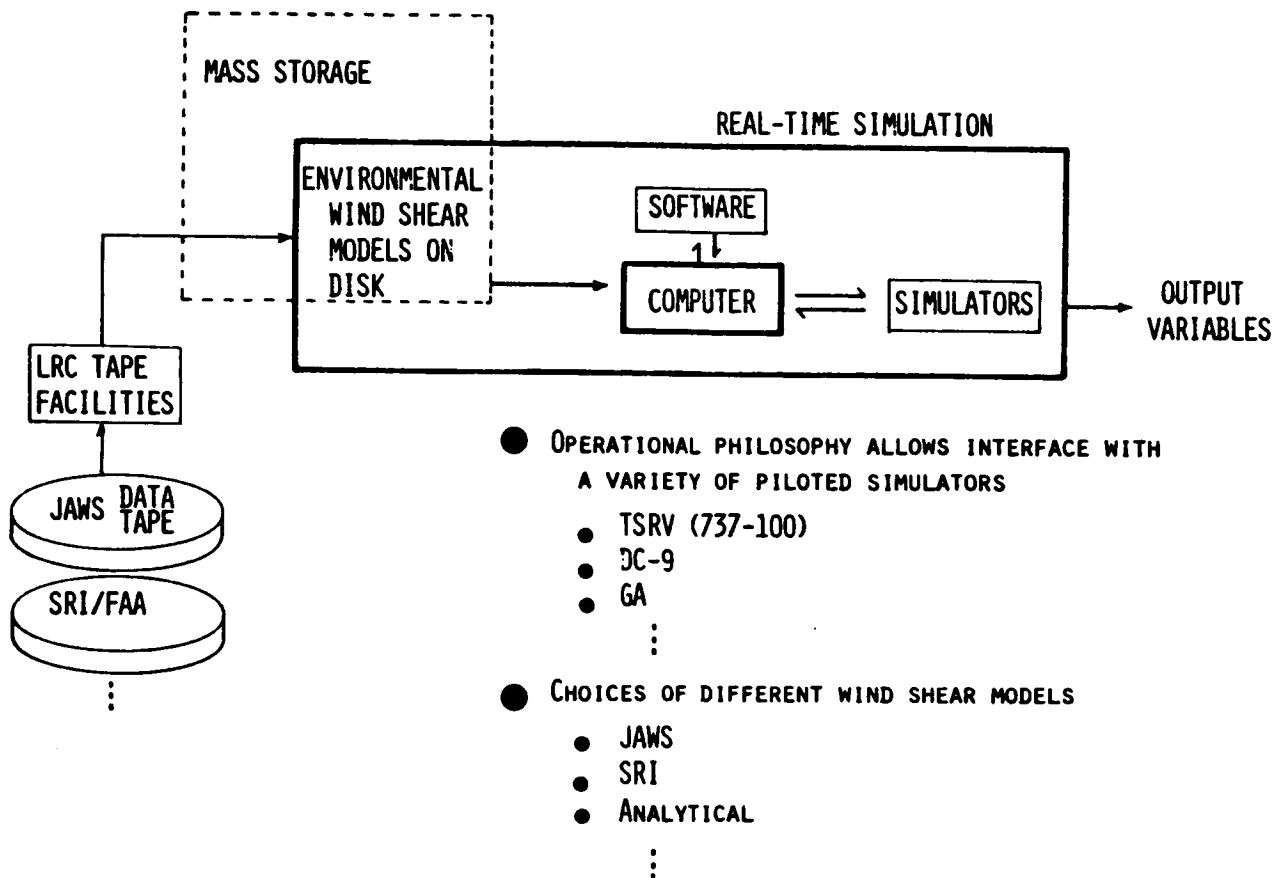 MASS STORAGE
REAL-TIME SIMULATION
ENVIRONMENTAL
WIND SHEAR
MODELS ON
DISK
SOFTWARE
COMPUTER
SIMULATORS
OUTPUT
VARIABLES
LRC TAPE
FACILITIES
JAWS DATA
TAPE
SRI/FAA
● OPERATIONAL PHILOSOPHY ALLOWS INTERFACE WITH
A VARIETY OF PILOTED SIMULATORS
● TSRV (737-100)
● DC-9
● GA
● CHOICES OF DIFFERENT WIND SHEAR MODELS
● JAWS
● SRI
● ANALYTICAL